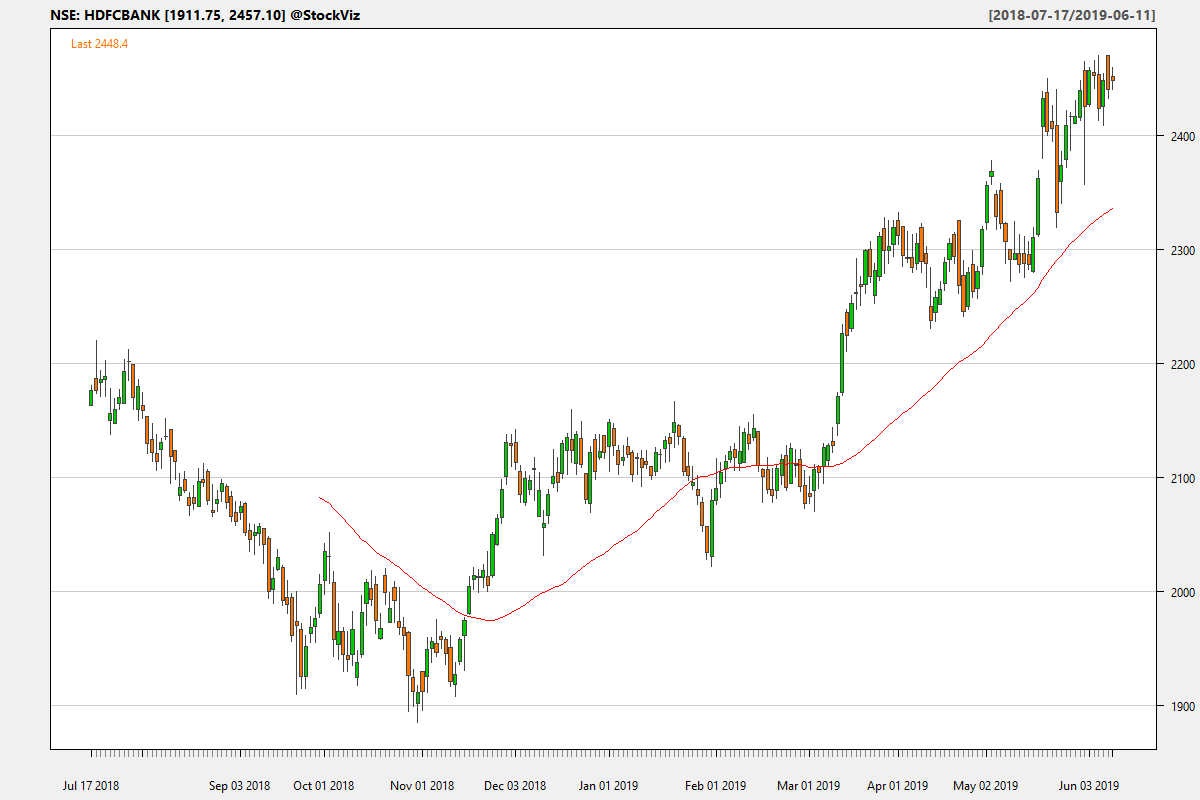 NSE: HDFCBANK [1911.75, 2457.10] @StockViz
[2018-07-17/2019-06-11]
Last 2448.4
2400
2300
2200
2100
2000
1900
Jul 17 2018 Sep 03 2018 Oct 01 2018 Nov 01 2018 Dec 03 2018 Jan 01 2019 Feb 01 2019 Mar 01 2019 Apr 01 2019 May 02 2019 Jun 03 2019